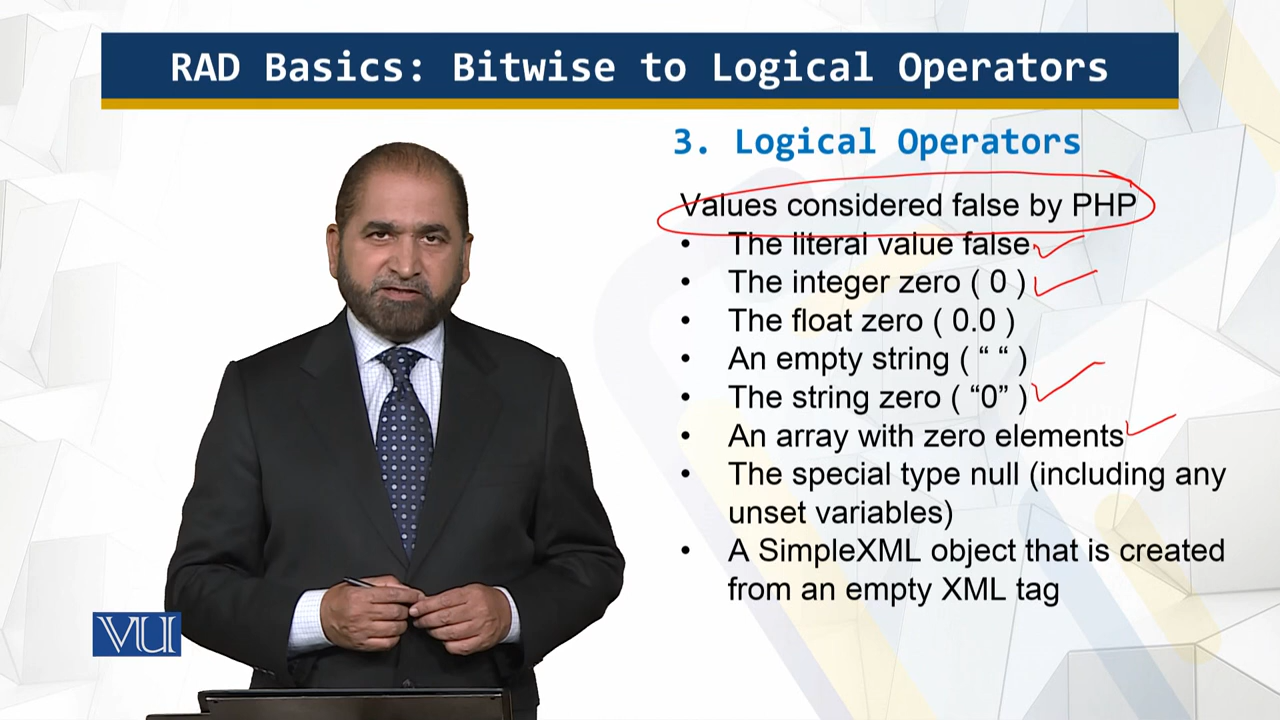 RAD Basics: Bitwise to Logical Operators
3. Logical Operators
Values considered false by PHP
• The literal value false
• The integer zero ( 0 )
• The float zero ( 0.0 )
• An empty string ( “ “ )
• The string zero ( “0” )
• An array with zero elements
• The special type null (including any
unset variables)
• A SimpleXML object that is created
from an empty XML tag
VU